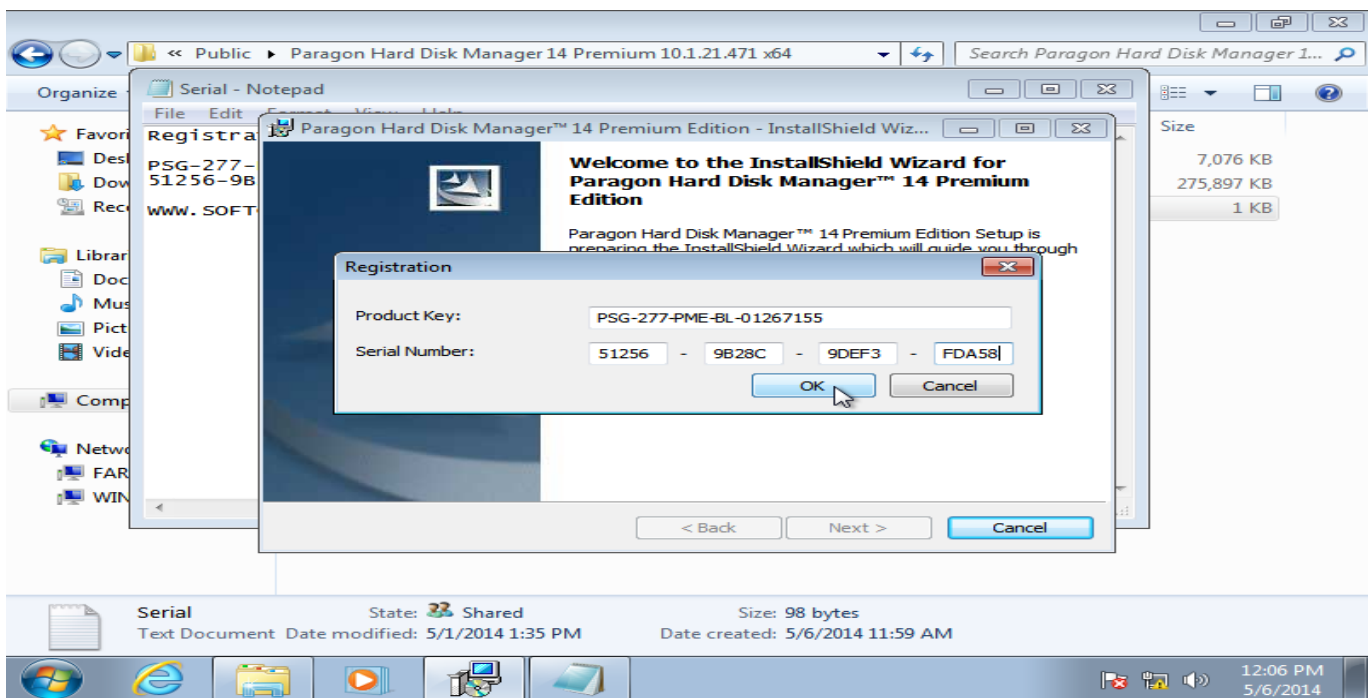 « Public ▸ Paragon Hard Disk Manager 14 Premium 10.1.21.471 x64
Search Paragon Hard Disk Manager 1...
Organize
Serial - Notepad
File Edit Format View Help
Size
Favori
Registra
Paragon Hard Disk Manager™ 14 Premium Edition - InstallShield Wiz...
Desl
PSG-277-
Welcome to the InstallShield Wizard for
7,076 KB
Dow
51256-9B
Paragon Hard Disk Manager™ 14 Premium
275,897 KB
Rece
WWW.SOFT
Edition
1 KB
Paragon Hard Disk Manager™ 14 Premium Edition Setup is
preparing the InstallShield Wizard which will guide you through
Librar
Registration
Doc
Mus
Product Key: PSG-277-PME-BL-01267155
Pict
Vide
Serial Number: 51256 - 9B28C - 9DEF3 - FDA58
OK Cancel
Comp
Netwo
FAR
WIN
< Back Next > Cancel
Serial State: Shared Size: 98 bytes
Text Document Date modified: 5/1/2014 1:35 PM Date created: 5/6/2014 11:59 AM
12:06 PM
5/6/2014